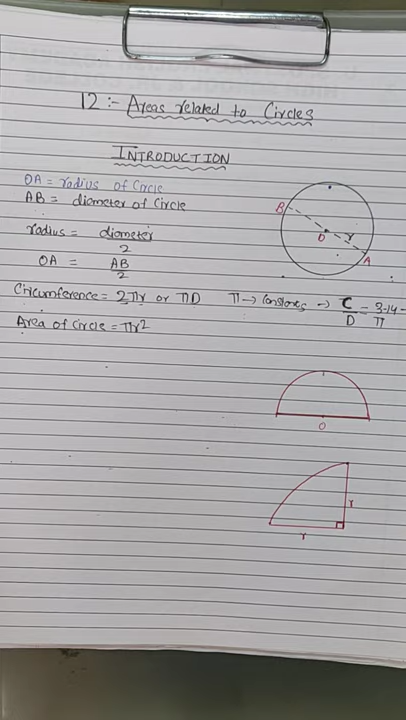 12 :- Areas related to Circles
INTRODUCTION
OA = radius of Circle
AB = diameter of Circle
radius = diameter
2
OA = AB
2
Circumference = 2πr or πD
π → Constant → C = 3.14 -
D π
Area of Circle = πr²
B
O
r
A
O
r
r